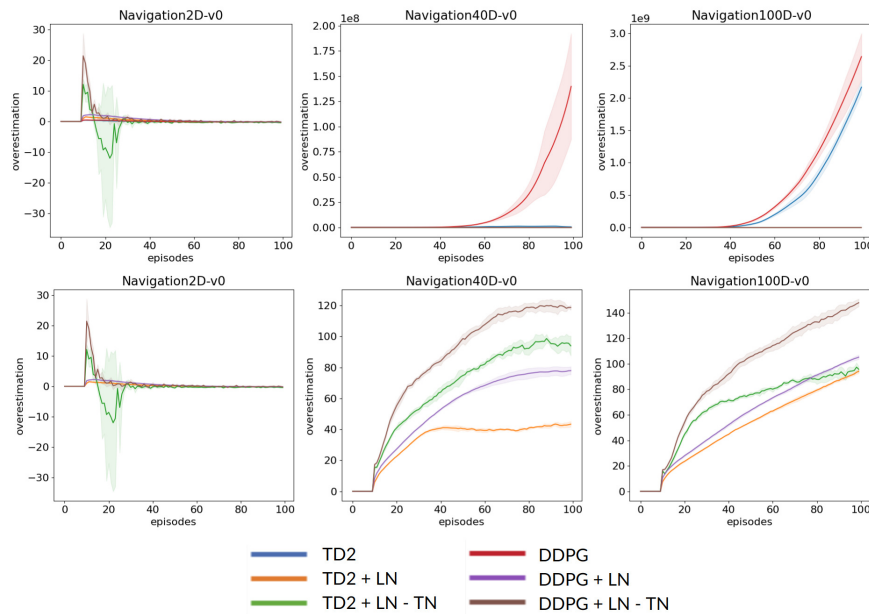 Navigation2D-v0
30
20
10
0
−10
−20
−30
overestimation
0 20 40 60 80 100
episodes
Navigation40D-v0
1e8
2.00
1.75
1.50
1.25
1.00
0.75
0.50
0.25
0.00
overestimation
0 20 40 60 80 100
episodes
Navigation100D-v0
1e9
3.0
2.5
2.0
1.5
1.0
0.5
0.0
overestimation
0 20 40 60 80 100
episodes
Navigation2D-v0
30
20
10
0
−10
−20
−30
overestimation
0 20 40 60 80 100
episodes
Navigation40D-v0
120
100
80
60
40
20
0
overestimation
0 20 40 60 80 100
episodes
Navigation100D-v0
140
120
100
80
60
40
20
0
overestimation
0 20 40 60 80 100
episodes
TD2
TD2 + LN
TD2 + LN - TN
DDPG
DDPG + LN
DDPG + LN - TN